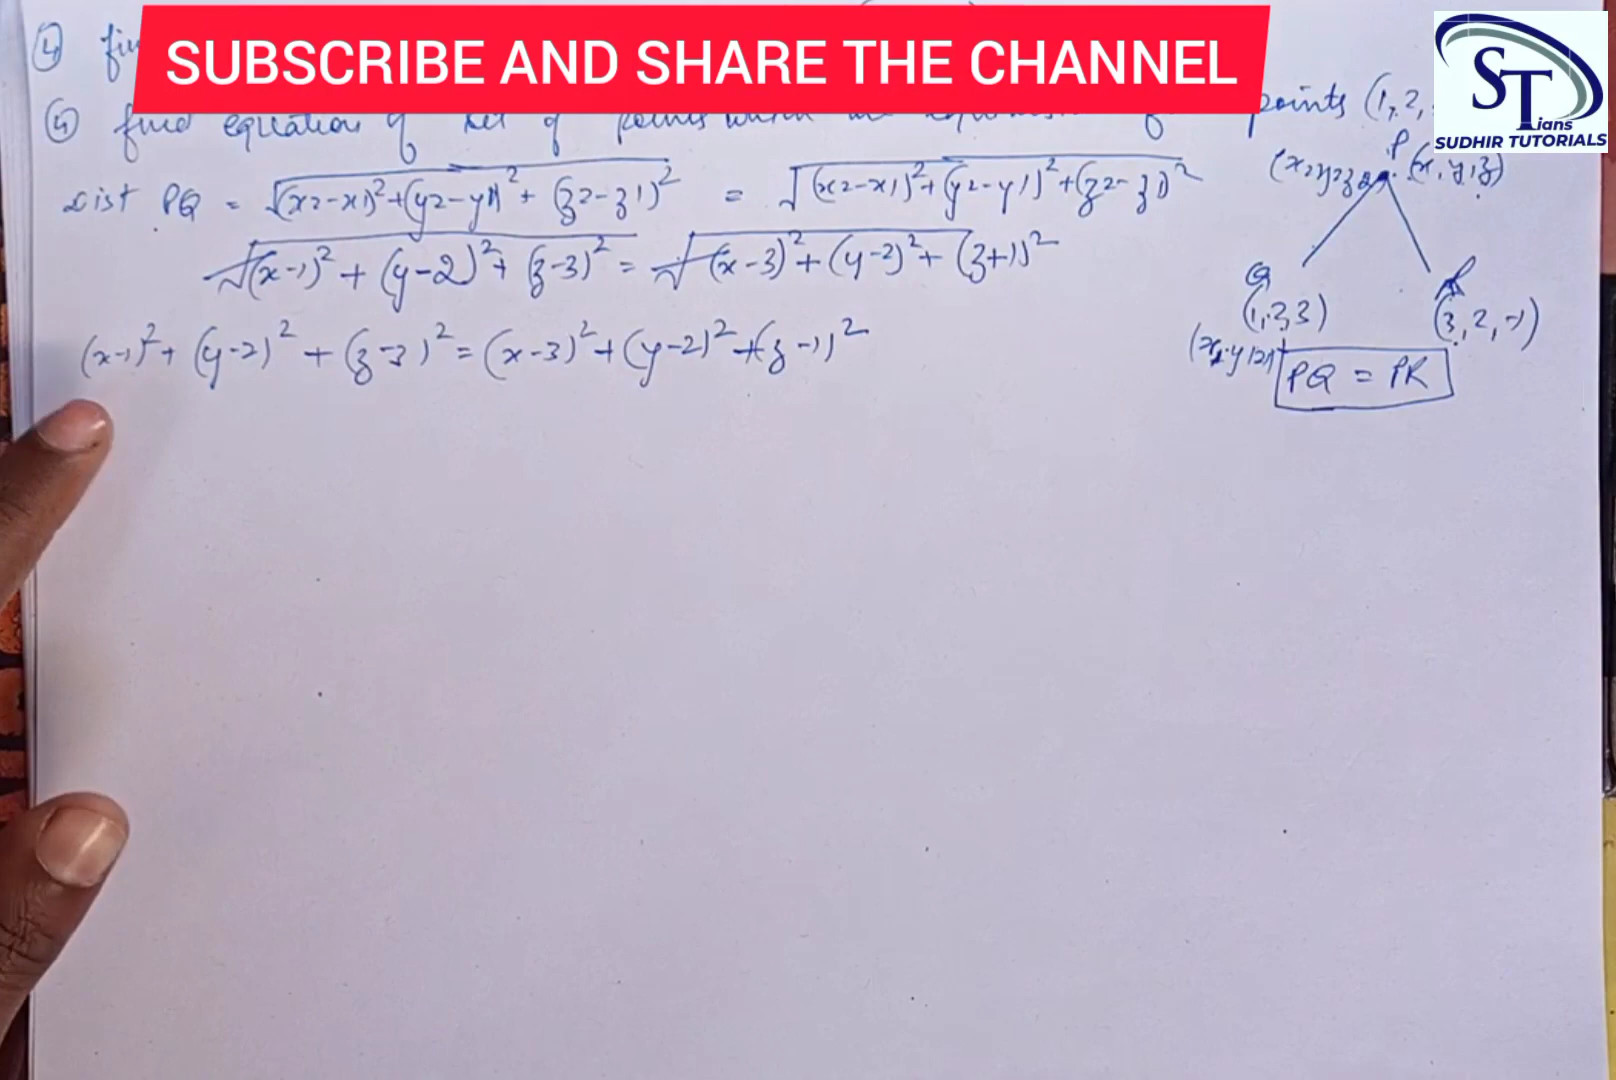 SUBSCRIBE AND SHARE THE CHANNEL
ST
ians
SUDHIR TUTORIALS
④
⑤ find equation of set of points which points (1, 2,
P (x, y, z)
Dist PQ = √(x2-x1)²+(y2-y1)²+(z2-z1)² = √(x2-x1)²+(y2-y1)²+(z2-z1)²
√(x-1)²+(y-2)²+(z-3)² = √(x-3)²+(y-2)²+(z+1)²
(x-1)²+(y-2)²+(z-3)²=(x-3)²+(y-2)²+(z-1)²
Q R
(1, 2, 3) (3, 2, -1)
PQ = PR